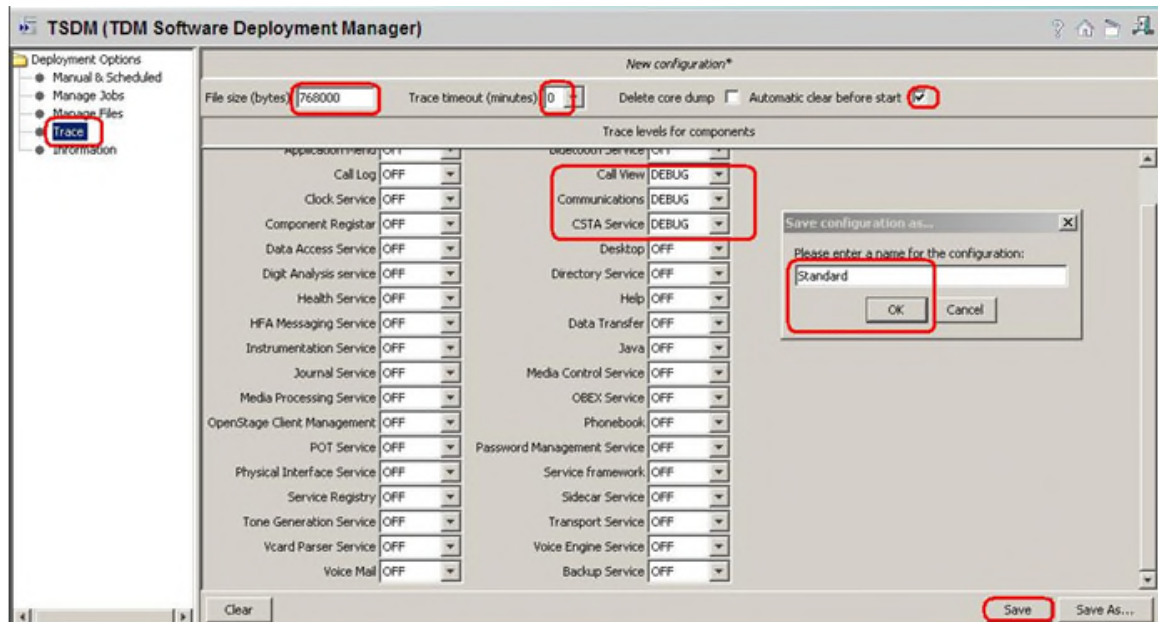 TSDM (TDM Software Deployment Manager)
Deployment Options
Manual & Scheduled
Manage Jobs
Manage Files
Trace
Information
New configuration*
File size (bytes) 768000 Trace timeout (minutes) 0 Delete core dump Automatic clear before start
Trace levels for components
Application Menu OFF Bluetooth Service OFF
Call Log OFF Call View DEBUG
Clock Service OFF Communications DEBUG
Component Registar OFF CSTA Service DEBUG
Data Access Service OFF Desktop OFF
Digit Analysis service OFF Directory Service OFF
Health Service OFF Help OFF
HFA Messaging Service OFF Data Transfer OFF
Instrumentation Service OFF Java OFF
Journal Service OFF Media Control Service OFF
Media Processing Service OFF OBEX Service OFF
OpenStage Client Management OFF Phonebook OFF
POT Service OFF Password Management Service OFF
Physical Interface Service OFF Service framework OFF
Service Registry OFF Sidecar Service OFF
Tone Generation Service OFF Transport Service OFF
Vcard Parser Service OFF Voice Engine Service OFF
Voice Mail OFF Backup Service OFF
Save configuration as...
Please enter a name for the configuration:
Standard
OK Cancel
Clear Save Save As...